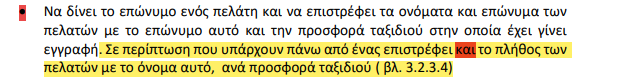 • Να δίνει το επώνυμο ενός πελάτη και να επιστρέφει τα ονόματα και επώνυμα των
πελατών με το επώνυμο αυτό και την προσφορά ταξιδιού στην οποία έχει γίνει
εγγραφή. Σε περίπτωση που υπάρχουν πάνω από ένας επιστρέφει και το πλήθος των
πελατών με το όνομα αυτό, ανά προσφορά ταξιδιού ( βλ. 3.2.3.4)